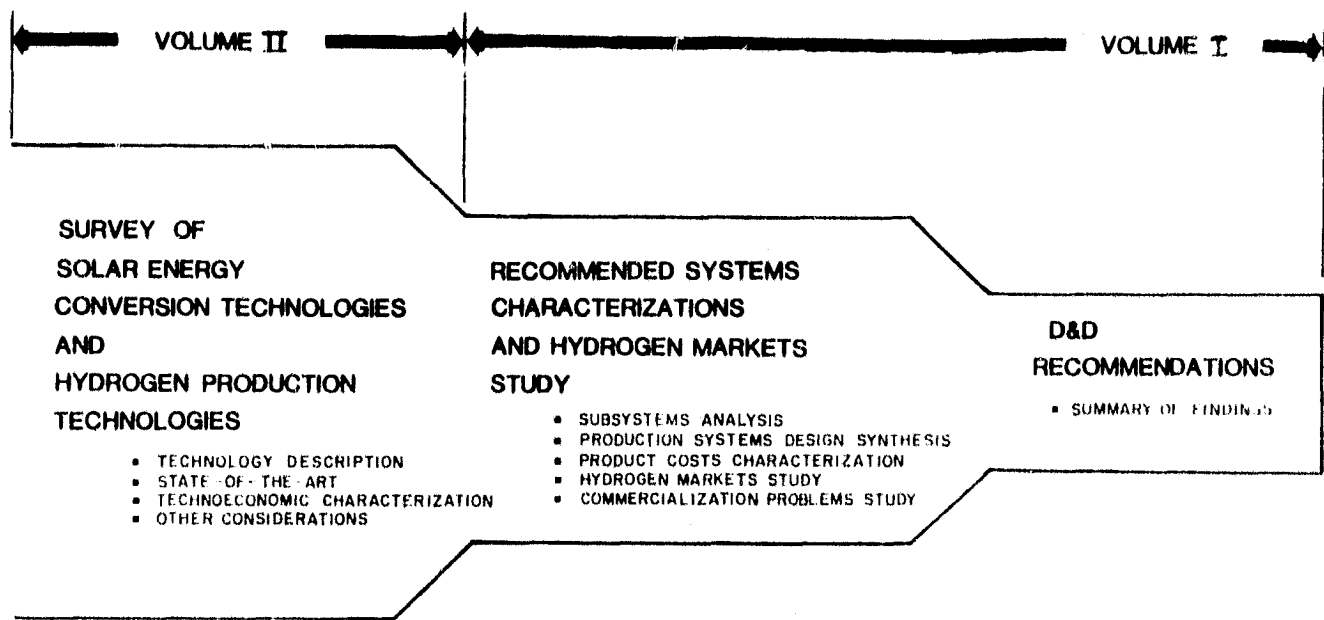 VOLUME II
VOLUME I
SURVEY OF
SOLAR ENERGY
CONVERSION TECHNOLOGIES
AND
HYDROGEN PRODUCTION
TECHNOLOGIES
▪ TECHNOLOGY DESCRIPTION
▪ STATE-OF-THE-ART
▪ TECHNOECONOMIC CHARACTERIZATION
▪ OTHER CONSIDERATIONS
RECOMMENDED SYSTEMS
CHARACTERIZATIONS
AND HYDROGEN MARKETS
STUDY
▪ SUBSYSTEMS ANALYSIS
▪ PRODUCTION SYSTEMS DESIGN SYNTHESIS
▪ PRODUCT COSTS CHARACTERIZATION
▪ HYDROGEN MARKETS STUDY
▪ COMMERCIALIZATION PROBLEMS STUDY
D&D
RECOMMENDATIONS
▪ SUMMARY OF FINDINGS